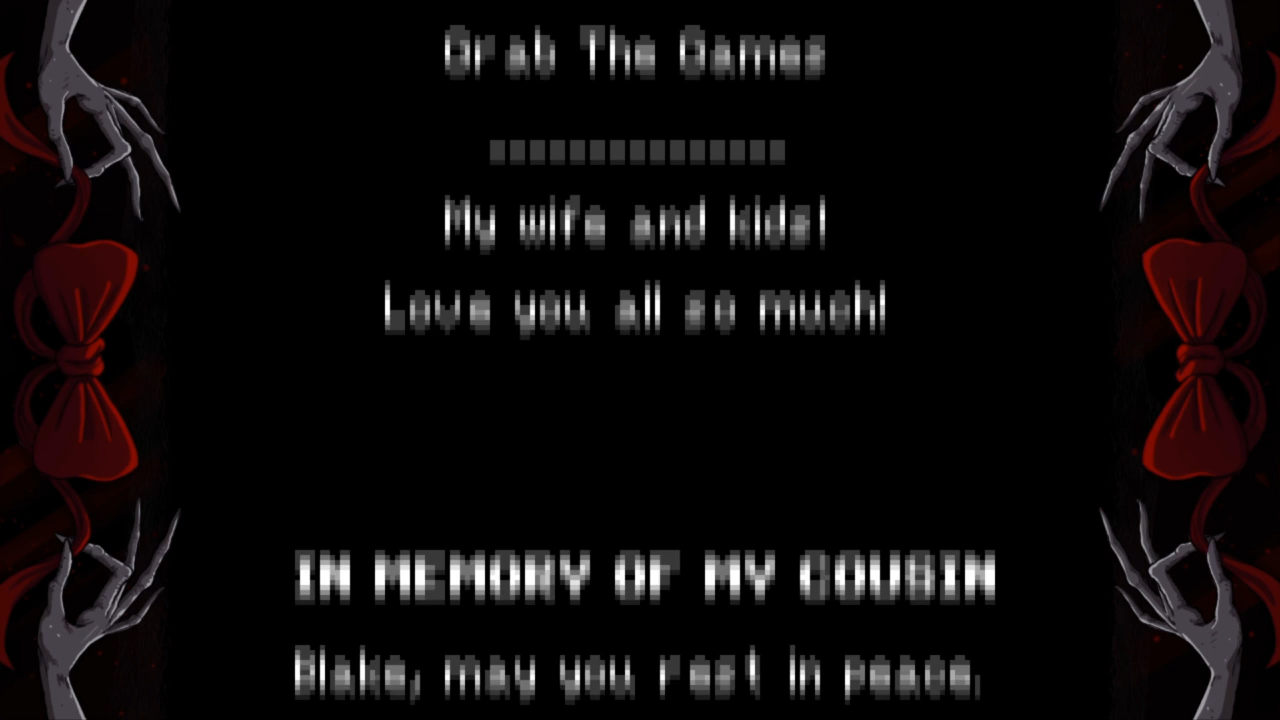 Grab The Games
My wife and kids!
Love you all so much!
IN MEMORY OF MY COUSIN
Blake, may you rest in peace.